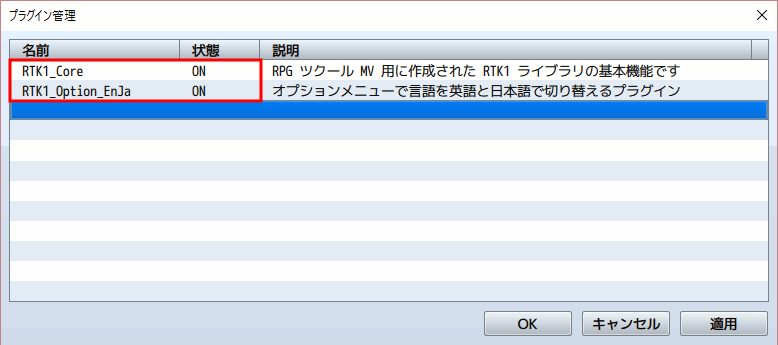 プラグイン管理
名前 状態 説明
RTK1_Core ON RPG ツクール MV 用に作成された RTK1 ライブラリの基本機能です
RTK1_Option_EnJa ON オプションメニューで言語を英語と日本語で切り替えるプラグイン
OK キャンセル 適用